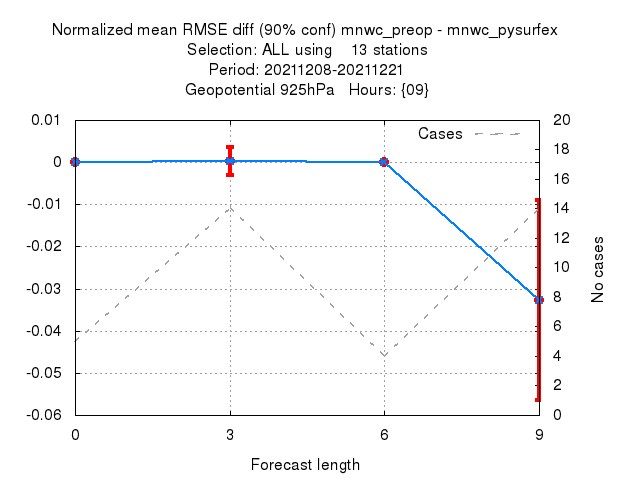 Normalized mean RMSE diff (90% conf) mnwc_preop - mnwc_pysurfex
Selection: ALL using 13 stations
Period: 20211208-20211221
Geopotential 925hPa Hours: {09}
0.01
0
-0.01
-0.02
-0.03
-0.04
-0.05
-0.06
Cases
20
18
16
14
12
10
8
6
4
2
0
No cases
0 3 6 9
Forecast length